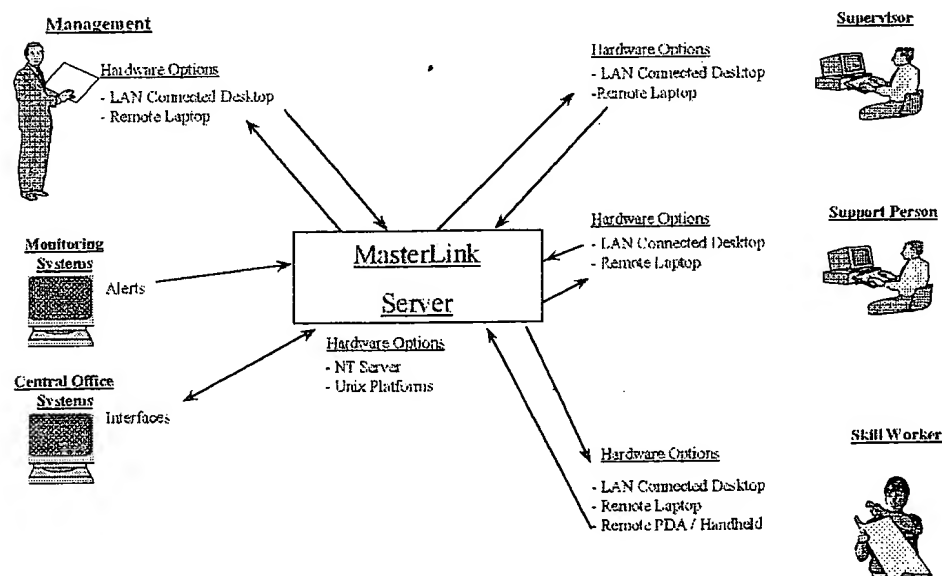 Management
Hardware Options
- LAN Connected Desktop
- Remote Laptop
Hardware Options
- LAN Connected Desktop
-Remote Laptop
Supervisor
Monitoring
Systems
Alerts
MasterLink
Server
Hardware Options
- NT Server
- Unix Platforms
Hardware Options
- LAN Connected Desktop
- Remote Laptop
Support Person
Central Office
Systems
Interfaces
Hardware Options
- LAN Connected Desktop
- Remote Laptop
- Remote PDA / Handheld
Skill Worker